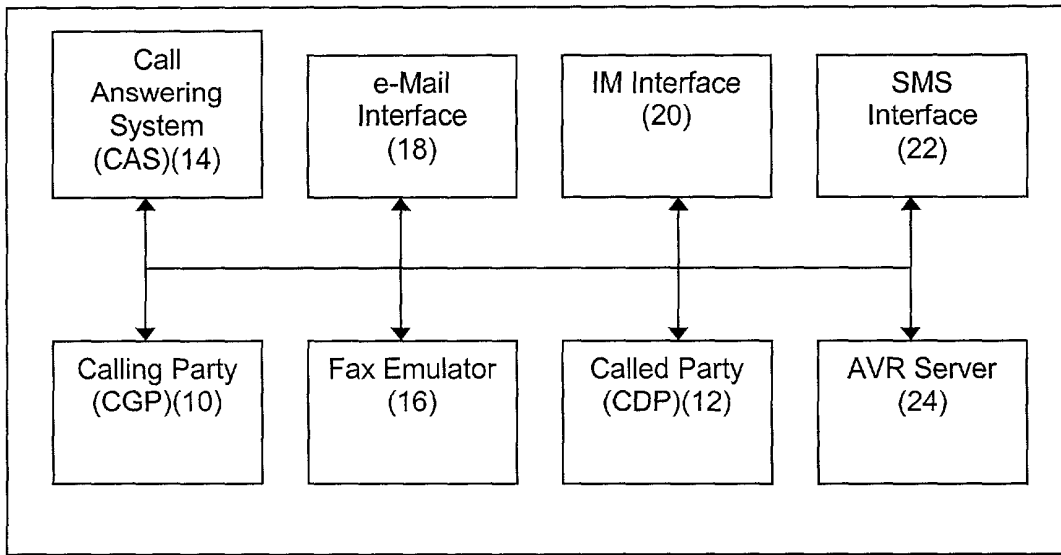 Call
Answering
System
(CAS)(14)
e-Mail
Interface
(18)
IM Interface
(20)
SMS
Interface
(22)
Calling Party
(CGP)(10)
Fax Emulator
(16)
Called Party
(CDP)(12)
AVR Server
(24)